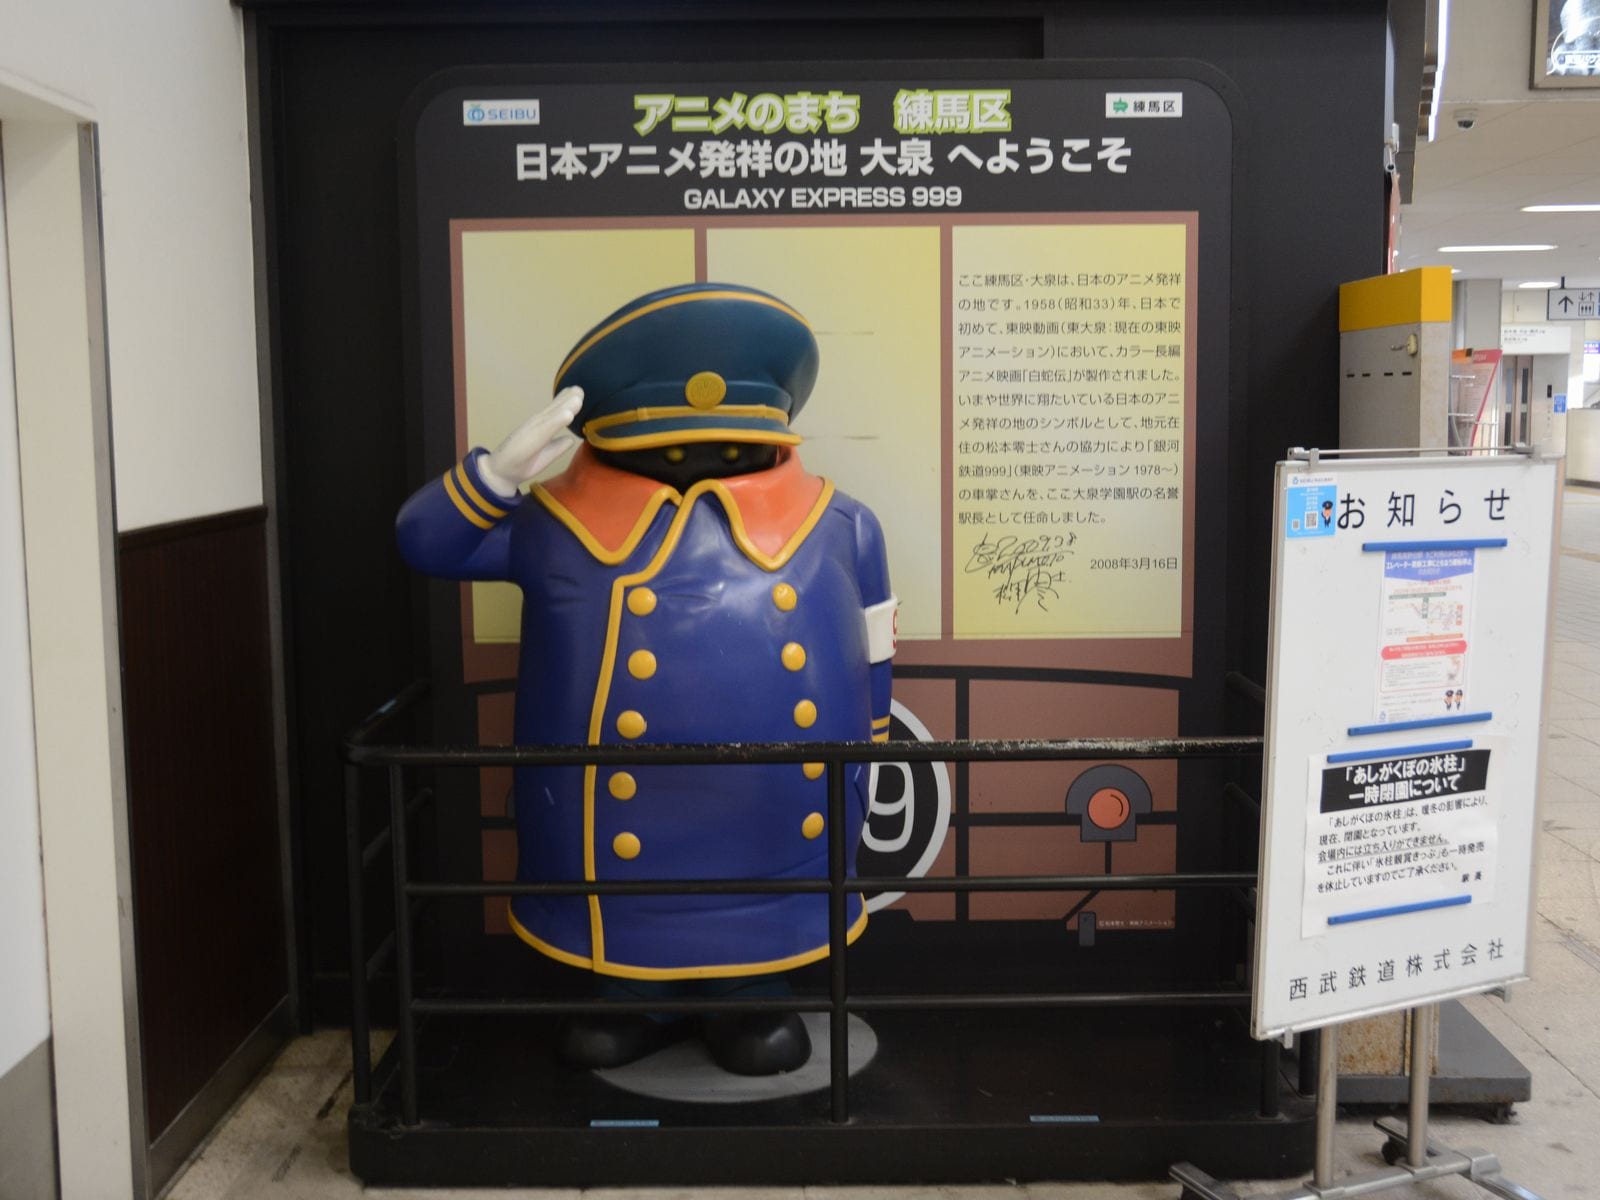 SEIBU
アニメのまち 練馬区
練馬区
日本アニメ発祥の地 大泉 へようこそ
GALAXY EXPRESS 999
ここ練馬区・大泉は、日本のアニメ発祥
の地です。1958(昭和33)年、日本で
初めて、東映動画(東大泉:現在の東映
アニメーション)において、カラー長編
アニメ映画「白蛇伝」が製作されました。
いまや世界に翔たいている日本のアニ
メ発祥の地のシンボルとして、地元在
住の松本零士さんの協力により「銀河
鉄道999」(東映アニメーション 1978〜)
の車掌さんを、ここ大泉学園駅の名誉
駅長として任命しました。
2008年3月16日
9
SEIBU RAILWAY
お知らせ
「あしがくぼの氷柱」
一時閉園について
「あしがくぼの氷柱」は、暖冬の影響により、
現在、閉園となっています。
会場内には立ち入りができません。
これに伴い「氷柱観賞きっぷ」も一時発売
を休止していますのでご了承ください。
駅長
西武鉄道株式会社